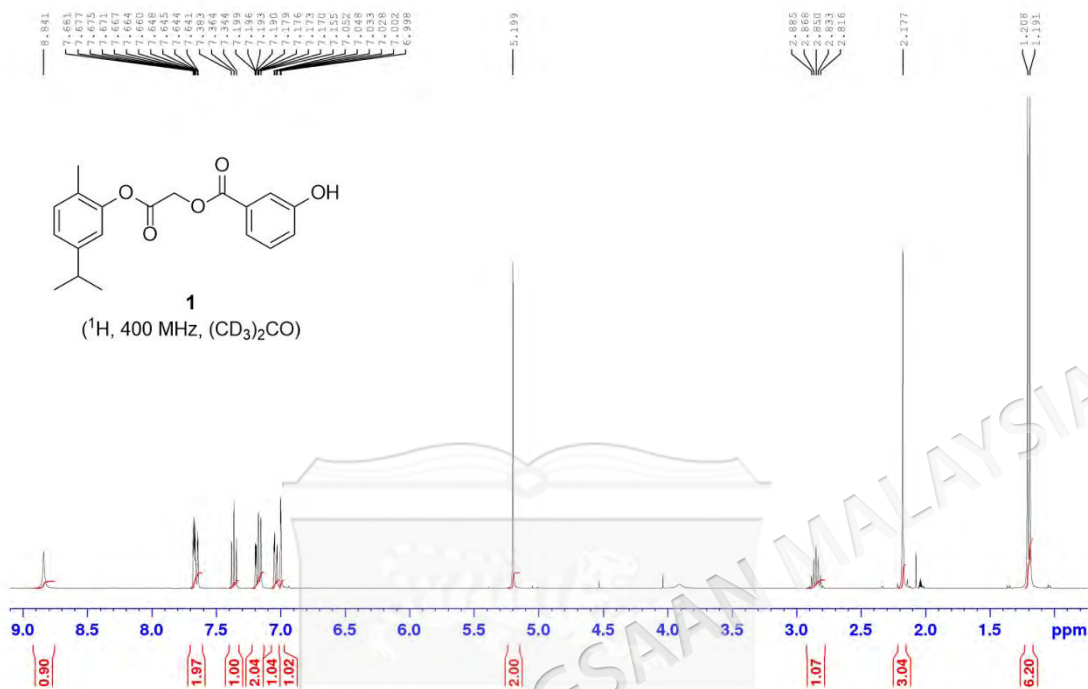 8.841 7.681 7.677 7.675 7.671 7.667 7.664 7.660 7.648 7.645 7.644 7.641 7.383 7.364 7.344 7.199 7.196 7.193 7.190 7.179 7.176 7.173 7.170 7.155 7.052 7.048 7.033 7.028 7.002 6.998 5.199 2.885 2.868 2.850 2.833 2.816 2.177 1.208 1.191
O
O
OH
O
O
1
(¹H, 400 MHz, (CD₃)₂CO)
GSAAN MALAYSIA
9.0 8.5 8.0 7.5 7.0 6.5 6.0 5.5 5.0 4.5 4.0 3.5 3.0 2.5 2.0 1.5 ppm
0.90 1.97 1.00 2.04 1.04 1.02 2.00 1.07 3.04 6.20